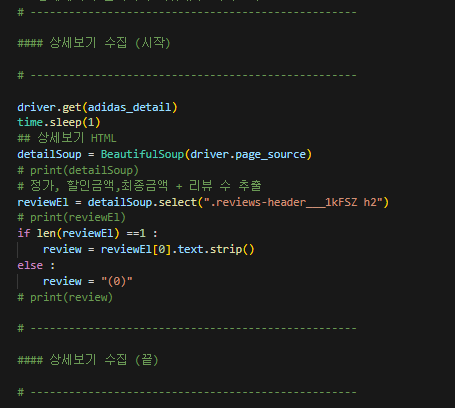 # --------------------------------------------------
#### 상세보기 수집 (시작)
# --------------------------------------------------
driver.get(adidas_detail)
time.sleep(1)
## 상세보기 HTML
detailSoup = BeautifulSoup(driver.page_source)
# print(detailSoup)
# 정가, 할인금액,최종금액 + 리뷰 수 추출
reviewEl = detailSoup.select(".reviews-header___1kFSZ h2")
# print(reviewEl)
if len(reviewEl) ==1 :
    review = reviewEl[0].text.strip()
else :
    review = "(0)"
# print(review)
# --------------------------------------------------
#### 상세보기 수집 (끝)
# --------------------------------------------------